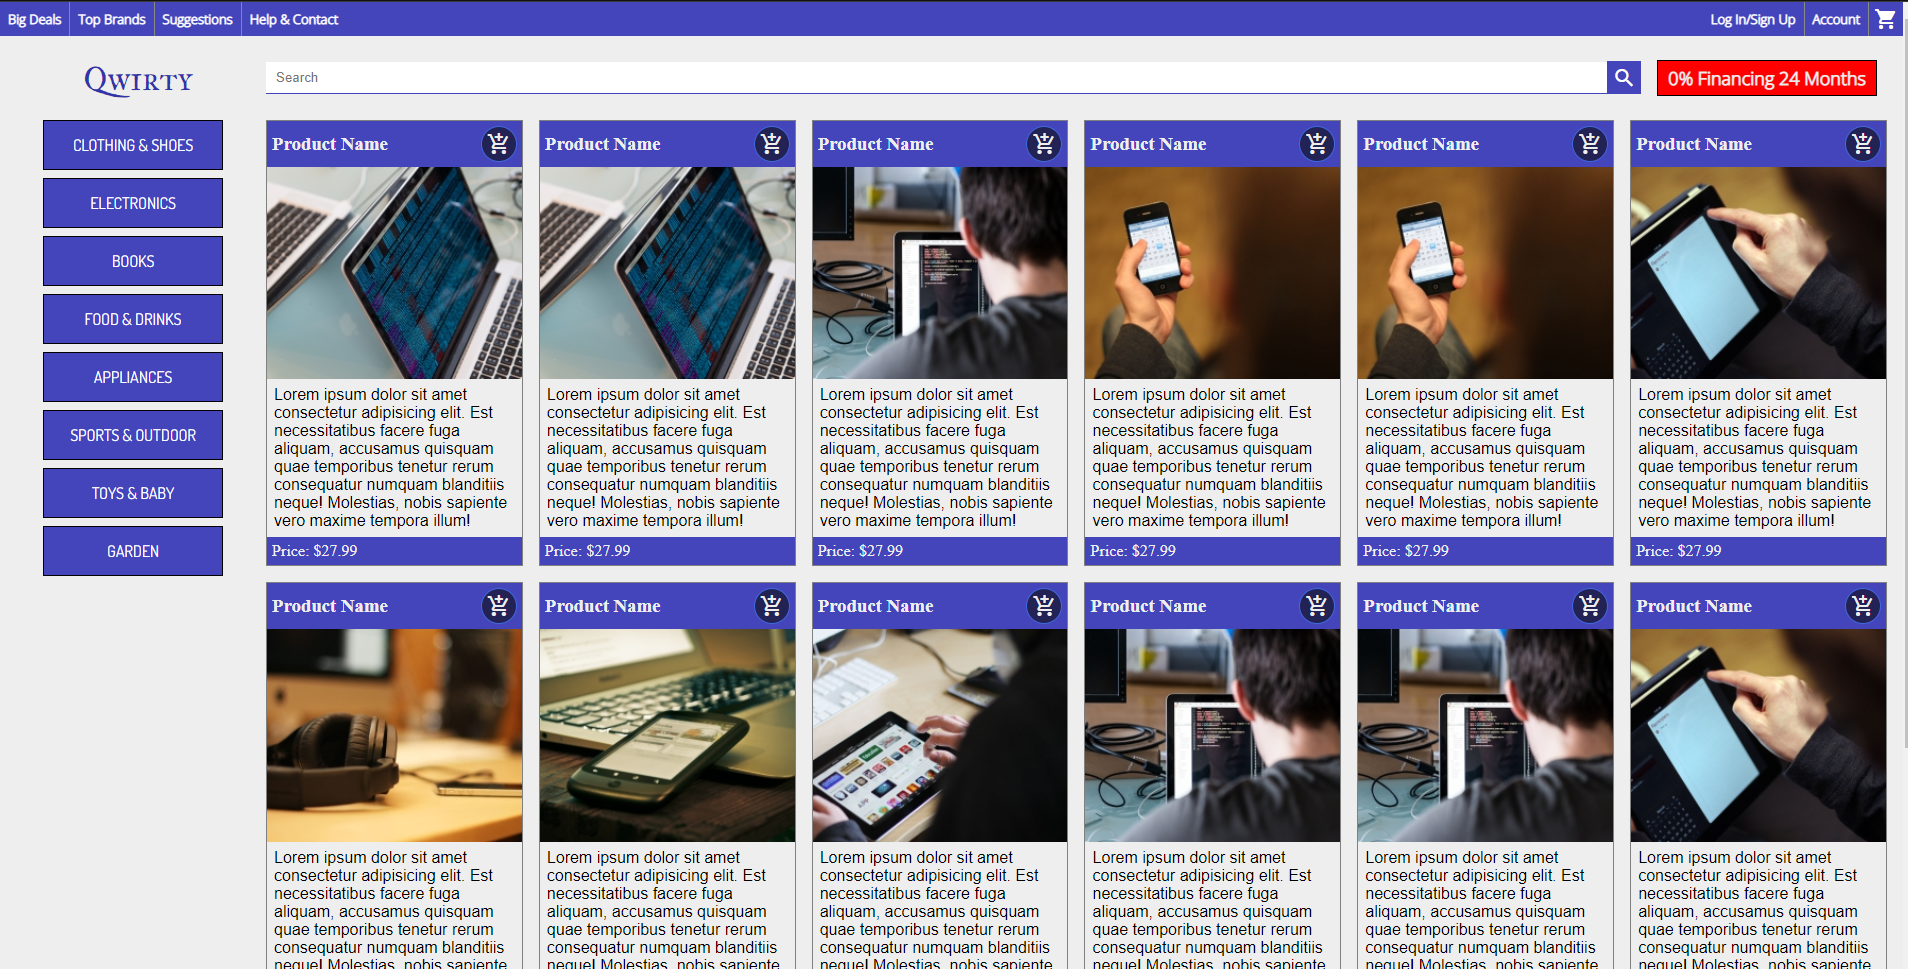 Big Deals Top Brands Suggestions Help & Contact Log In/Sign Up Account
QWIRTY
Search
0% Financing 24 Months
CLOTHING & SHOES
ELECTRONICS
BOOKS
FOOD & DRINKS
APPLIANCES
SPORTS & OUTDOOR
TOYS & BABY
GARDEN
Product Name
Lorem ipsum dolor sit amet
consectetur adipisicing elit. Est
necessitatibus facere fuga
aliquam, accusamus quisquam
quae temporibus tenetur rerum
consequatur numquam blanditiis
neque! Molestias, nobis sapiente
vero maxime tempora illum!
Price: $27.99
Product Name
Lorem ipsum dolor sit amet
consectetur adipisicing elit. Est
necessitatibus facere fuga
aliquam, accusamus quisquam
quae temporibus tenetur rerum
consequatur numquam blanditiis
neque! Molestias, nobis sapiente
vero maxime tempora illum!
Price: $27.99
Product Name
Lorem ipsum dolor sit amet
consectetur adipisicing elit. Est
necessitatibus facere fuga
aliquam, accusamus quisquam
quae temporibus tenetur rerum
consequatur numquam blanditiis
neque! Molestias, nobis sapiente
vero maxime tempora illum!
Price: $27.99
Product Name
Lorem ipsum dolor sit amet
consectetur adipisicing elit. Est
necessitatibus facere fuga
aliquam, accusamus quisquam
quae temporibus tenetur rerum
consequatur numquam blanditiis
neque! Molestias, nobis sapiente
vero maxime tempora illum!
Price: $27.99
Product Name
Lorem ipsum dolor sit amet
consectetur adipisicing elit. Est
necessitatibus facere fuga
aliquam, accusamus quisquam
quae temporibus tenetur rerum
consequatur numquam blanditiis
neque! Molestias, nobis sapiente
vero maxime tempora illum!
Price: $27.99
Product Name
Lorem ipsum dolor sit amet
consectetur adipisicing elit. Est
necessitatibus facere fuga
aliquam, accusamus quisquam
quae temporibus tenetur rerum
consequatur numquam blanditiis
neque! Molestias, nobis sapiente
vero maxime tempora illum!
Price: $27.99
Product Name
Lorem ipsum dolor sit amet
consectetur adipisicing elit. Est
necessitatibus facere fuga
aliquam, accusamus quisquam
quae temporibus tenetur rerum
consequatur numquam blanditiis
neque! Molestias, nobis sapiente
Product Name
Lorem ipsum dolor sit amet
consectetur adipisicing elit. Est
necessitatibus facere fuga
aliquam, accusamus quisquam
quae temporibus tenetur rerum
consequatur numquam blanditiis
neque! Molestias, nobis sapiente
Product Name
Lorem ipsum dolor sit amet
consectetur adipisicing elit. Est
necessitatibus facere fuga
aliquam, accusamus quisquam
quae temporibus tenetur rerum
consequatur numquam blanditiis
neque! Molestias, nobis sapiente
Product Name
Lorem ipsum dolor sit amet
consectetur adipisicing elit. Est
necessitatibus facere fuga
aliquam, accusamus quisquam
quae temporibus tenetur rerum
consequatur numquam blanditiis
neque! Molestias, nobis sapiente
Product Name
Lorem ipsum dolor sit amet
consectetur adipisicing elit. Est
necessitatibus facere fuga
aliquam, accusamus quisquam
quae temporibus tenetur rerum
consequatur numquam blanditiis
neque! Molestias, nobis sapiente
Product Name
Lorem ipsum dolor sit amet
consectetur adipisicing elit. Est
necessitatibus facere fuga
aliquam, accusamus quisquam
quae temporibus tenetur rerum
consequatur numquam blanditiis
neque! Molestias, nobis sapiente